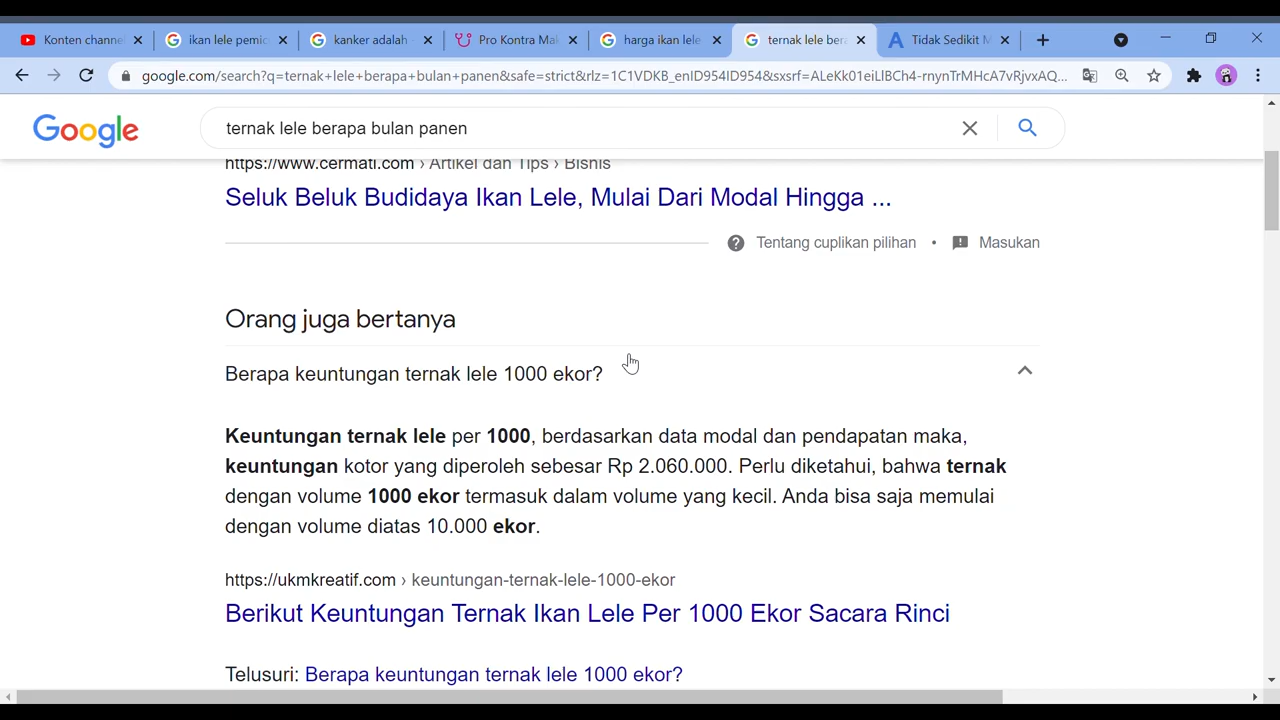 Konten channe
ikan lele pemic
kanker adalah
Pro Kontra Mal
harga ikan lele
ternak lele bera
Tidak Sedikit M
google.com/search?q=ternak+lele+berapa+bulan+panen&safe=strict&rlz=1C1VDKB_enID954ID954&sxsrf=ALeKk01eiLlBCh4-rnynTrMHcA7vRjvxAQ...
Google
ternak lele berapa bulan panen
https://www.cermati.com › Artikel dan Tips › Bisnis
Seluk Beluk Budidaya Ikan Lele, Mulai Dari Modal Hingga ...
Tentang cuplikan pilihan • Masukan
Orang juga bertanya
Berapa keuntungan ternak lele 1000 ekor?
Keuntungan ternak lele per 1000, berdasarkan data modal dan pendapatan maka,
keuntungan kotor yang diperoleh sebesar Rp 2.060.000. Perlu diketahui, bahwa ternak
dengan volume 1000 ekor termasuk dalam volume yang kecil. Anda bisa saja memulai
dengan volume diatas 10.000 ekor.
https://ukmkreatif.com › keuntungan-ternak-lele-1000-ekor
Berikut Keuntungan Ternak Ikan Lele Per 1000 Ekor Sacara Rinci
Telusuri: Berapa keuntungan ternak lele 1000 ekor?